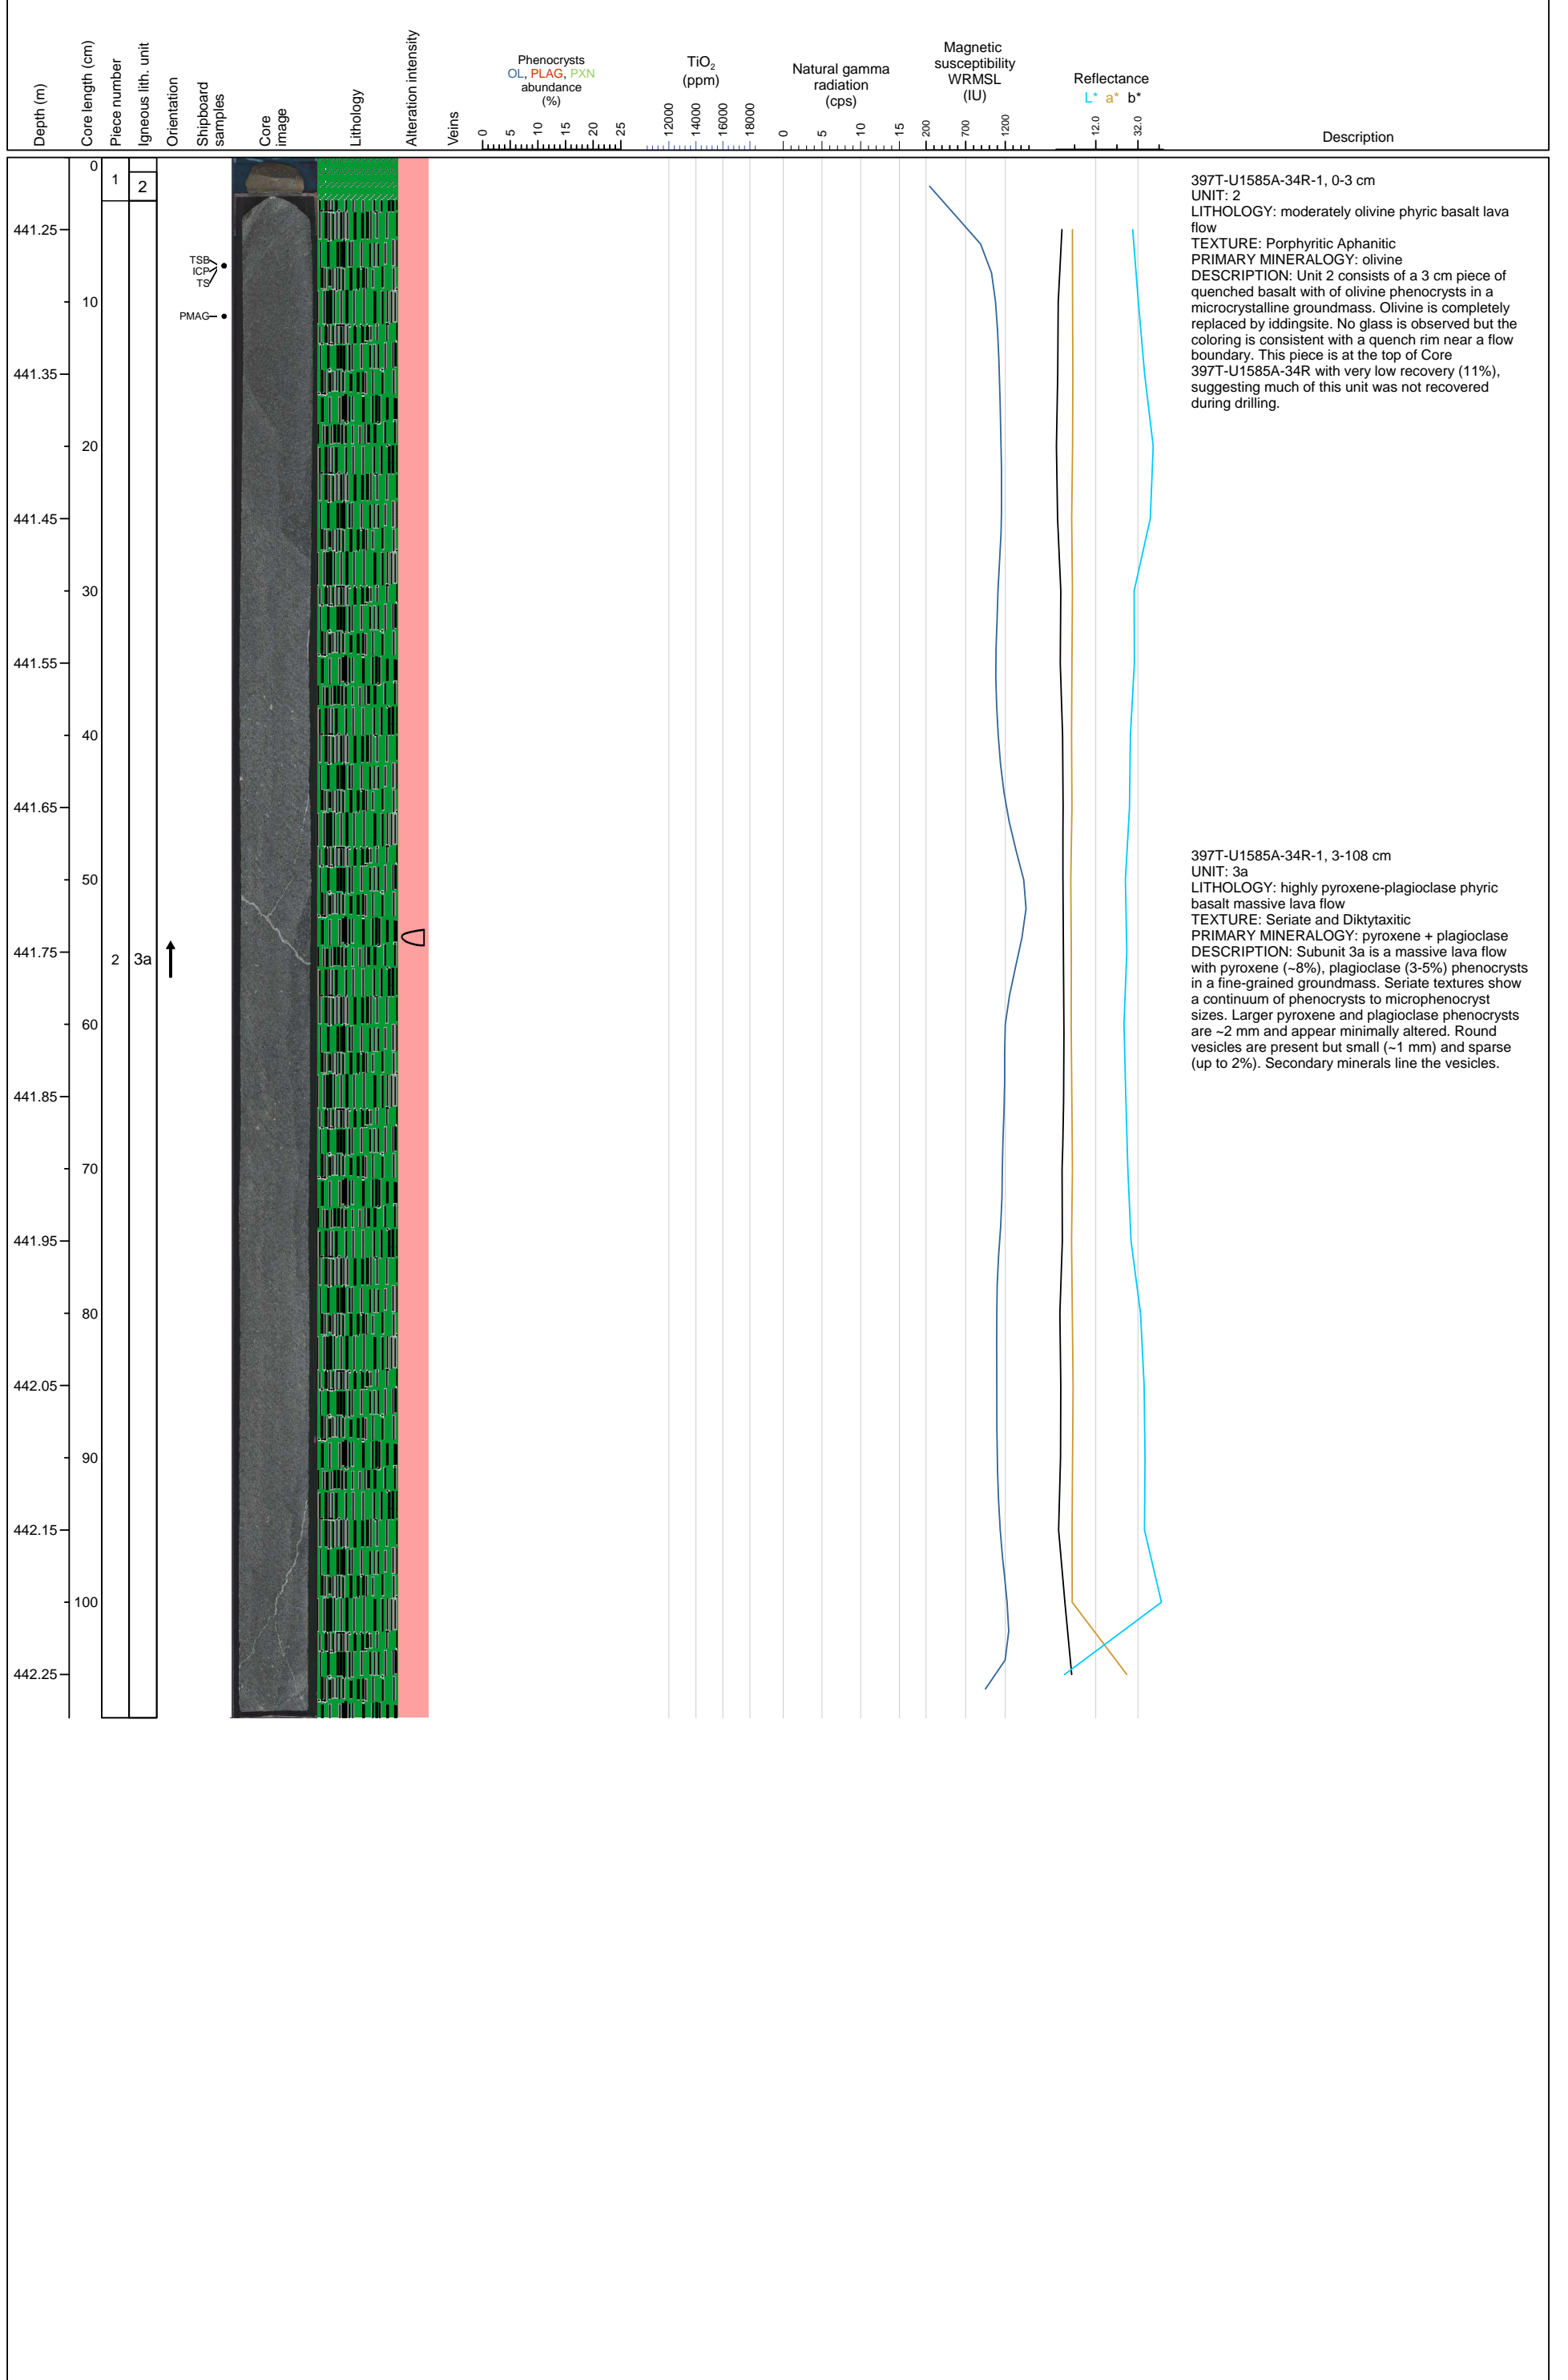 Depth (m)
Core length (cm)
Piece number
Igneous lith. unit
Orientation
Shipboard
samples
Core
image
Lithology
Alteration intensity
Veins
Phenocrysts
OL, PLAG, PXN
abundance
(%)
0 5 10 15 20 25
TiO2
(ppm)
12000 14000 16000 18000
Natural gamma
radiation
(cps)
0 5 10 15
Magnetic
susceptibility
WRMSL
(IU)
200 700 1200
Reflectance
L* a* b*
12.0 32.0
Description
0
1
2
441.25
TSB
ICP
TS
10
PMAG
441.35
20
441.45
30
441.55
40
441.65
50
441.75
2 3a
60
441.85
70
441.95
80
442.05
90
442.15
100
442.25
397T-U1585A-34R-1, 0-3 cm
UNIT: 2
LITHOLOGY: moderately olivine phyric basalt lava
flow
TEXTURE: Porphyritic Aphanitic
PRIMARY MINERALOGY: olivine
DESCRIPTION: Unit 2 consists of a 3 cm piece of
quenched basalt with of olivine phenocrysts in a
microcrystalline groundmass. Olivine is completely
replaced by iddingsite. No glass is observed but the
coloring is consistent with a quench rim near a flow
boundary. This piece is at the top of Core
397T-U1585A-34R with very low recovery (11%),
suggesting much of this unit was not recovered
during drilling.
397T-U1585A-34R-1, 3-108 cm
UNIT: 3a
LITHOLOGY: highly pyroxene-plagioclase phyric
basalt massive lava flow
TEXTURE: Seriate and Diktytaxitic
PRIMARY MINERALOGY: pyroxene + plagioclase
DESCRIPTION: Subunit 3a is a massive lava flow
with pyroxene (~8%), plagioclase (3-5%) phenocrysts
in a fine-grained groundmass. Seriate textures show
a continuum of phenocrysts to microphenocryst
sizes. Larger pyroxene and plagioclase phenocrysts
are ~2 mm and appear minimally altered. Round
vesicles are present but small (~1 mm) and sparse
(up to 2%). Secondary minerals line the vesicles.